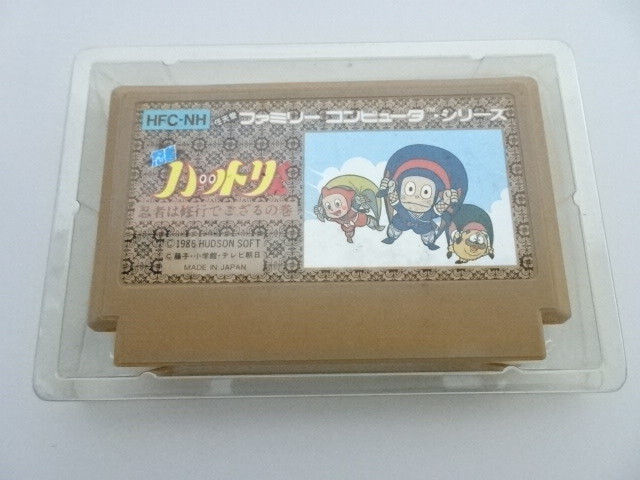 HFC-NH 任天堂 ファミリー コンピュータ™ シリーズ
忍者ハットリくん
忍者は修行でござるの巻
© 1986 HUDSON SOFT
© 藤子・小学館・テレビ朝日
MADE IN JAPAN